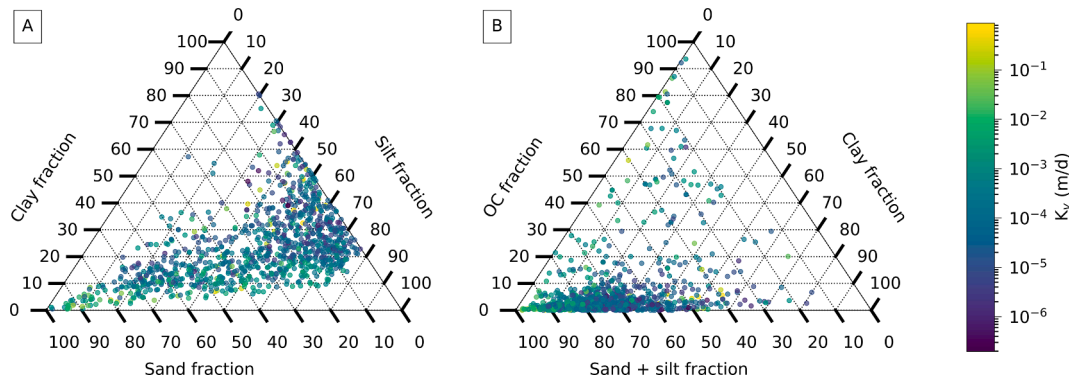 A
0
100 10
90 20
80 30
70 40
60 50
50 60
40 70
30 80
20 90
10 100
0
100 90 80 70 60 50 40 30 20 10 0
Clay fraction
Silt fraction
Sand fraction
B
0
100 10
90 20
80 30
70 40
60 50
50 60
40 70
30 80
20 90
10 100
0
100 90 80 70 60 50 40 30 20 10 0
OC fraction
Clay fraction
Sand + silt fraction
10⁻¹
10⁻²
10⁻³
10⁻⁴
10⁻⁵
10⁻⁶
Kᵥ (m/d)